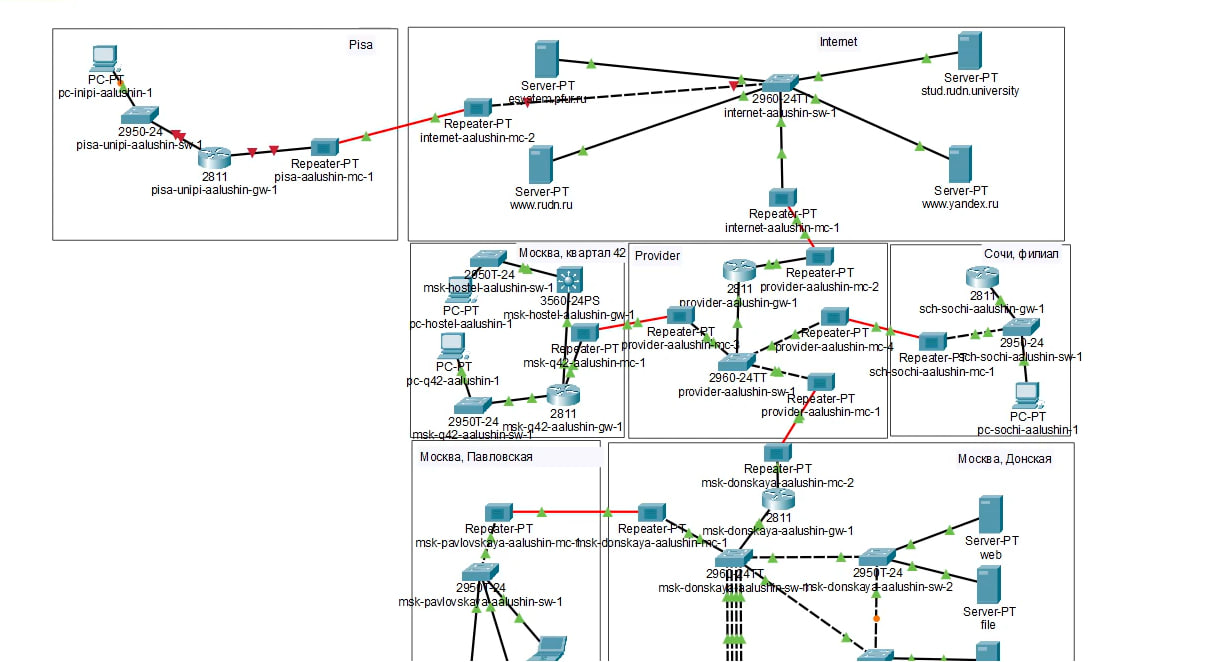 Pisa
PC-PT
pc-inipi-aalushin-1
2950-24
pisa-unipi-aalushin-sw-1
2811
pisa-unipi-aalushin-gw-1
Repeater-PT
pisa-aalushin-mc-1
Internet
Server-PT
esystem.pfur.ru
Repeater-PT
internet-aalushin-mc-2
Server-PT
www.rudn.ru
2960-24TT
internet-aalushin-sw-1
Server-PT
stud.rudn.university
Server-PT
www.yandex.ru
Repeater-PT
internet-aalushin-mc-1
Москва, квартал 42
2950T-24
msk-hostel-aalushin-sw-1
PC-PT
pc-hostel-aalushin-1
3560-24PS
msk-hostel-aalushin-gw-1
Repeater-PT
msk-q42-aalushin-mc-1
PC-PT
pc-q42-aalushin-1
2950T-24
msk-q42-aalushin-sw-1
2811
msk-q42-aalushin-gw-1
Provider
Repeater-PT
provider-aalushin-mc-2
2811
provider-aalushin-gw-1
Repeater-PT
provider-aalushin-mc-3
Repeater-PT
provider-aalushin-mc-4
2960-24TT
provider-aalushin-sw-1
Repeater-PT
provider-aalushin-mc-1
Сочи, филиал
2811
sch-sochi-aalushin-gw-1
2950-24
sch-sochi-aalushin-sw-1
Repeater-PT
sch-sochi-aalushin-mc-1
PC-PT
pc-sochi-aalushin-1
Москва, Павловская
Repeater-PT
msk-pavlovskaya-aalushin-mc-1
2950T-24
msk-pavlovskaya-aalushin-sw-1
Москва, Донская
Repeater-PT
msk-donskaya-aalushin-mc-2
2811
msk-donskaya-aalushin-gw-1
Repeater-PT
msk-donskaya-aalushin-mc-1
2960-24TT
msk-donskaya-aalushin-sw-1
2950T-24
msk-donskaya-aalushin-sw-2
Server-PT
web
Server-PT
file